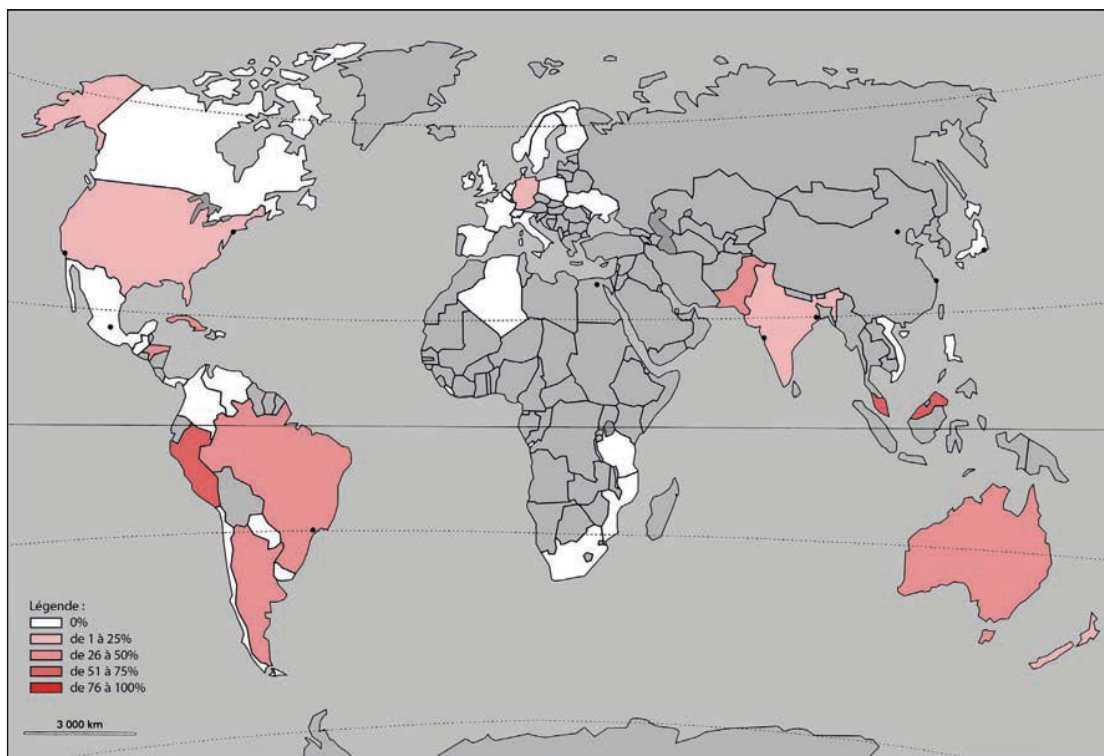 Légende :
0%
de 1 à 25%
de 26 à 50%
de 51 à 75%
de 76 à 100%
3 000 km